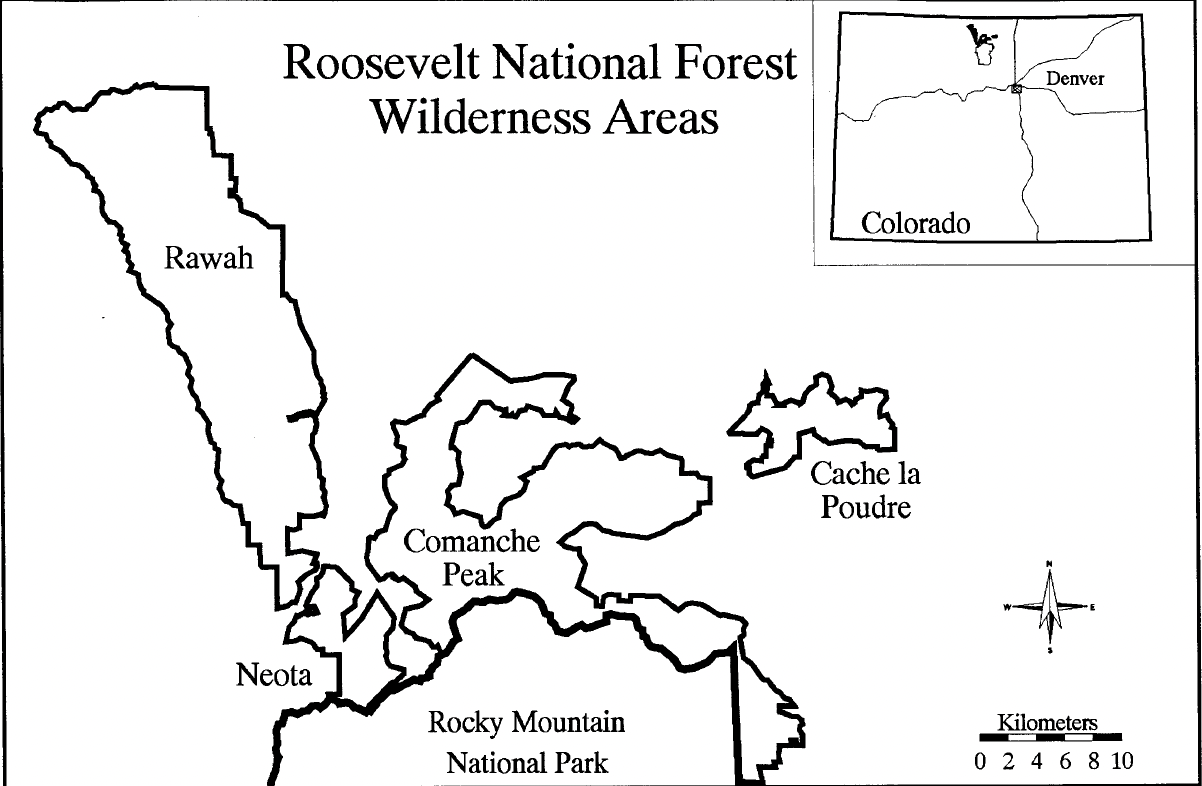 Roosevelt National Forest
Wilderness Areas
Denver
Colorado
Rawah
Cache la
Poudre
Comanche
Peak
N
W E
S
Neota
Rocky Mountain
National Park
Kilometers
0 2 4 6 8 10